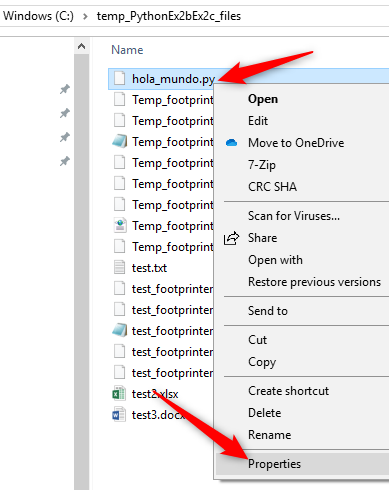 Windows (C:) > temp_PythonEx2bEx2c_files
Name
hola_mundo.py
Temp_footprint
Temp_footprint
Temp_footprint
Temp_footprint
Temp_footprint
Temp_footprint
Temp_footprint
Temp_footprint
test.txt
test_footprinter
test_footprinter
test_footprinter
test_footprinter
test_footprinter
test2.xlsx
test3.docx
Open
Edit
Move to OneDrive
7-Zip
CRC SHA
Scan for Viruses...
Share
Open with
Restore previous versions
Send to
Cut
Copy
Create shortcut
Delete
Rename
Properties